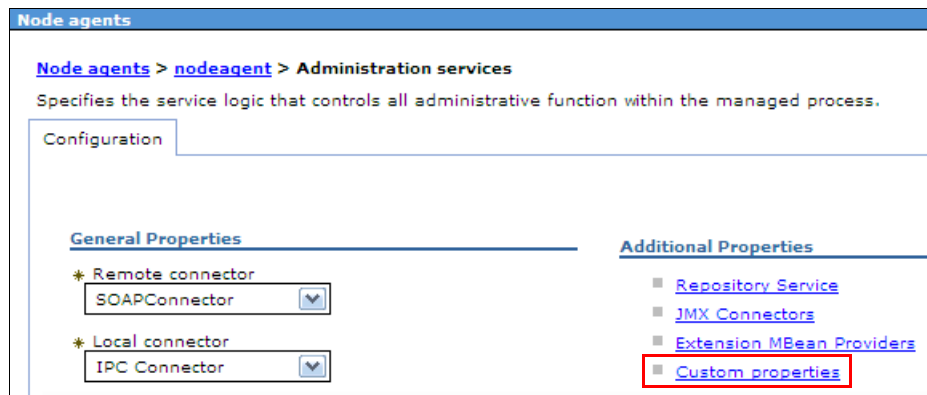 Node agents
Node agents > nodeagent > Administration services
Specifies the service logic that controls all administrative function within the managed process.
Configuration
General Properties
* Remote connector
SOAPConnector
* Local connector
IPC Connector
Additional Properties
Repository Service
JMX Connectors
Extension MBean Providers
Custom properties